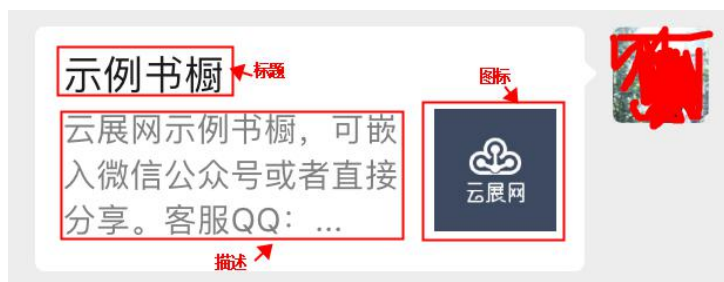 示例书橱
标题
图标
云展网示例书橱，可嵌
入微信公众号或者直接
分享。客服QQ：...
云展网
描述